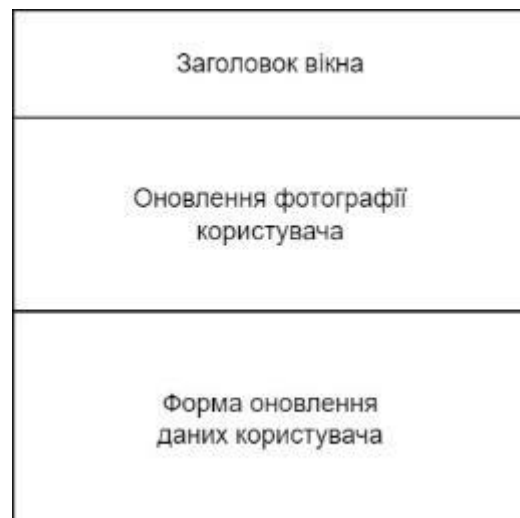 Заголовок вікна
Оновлення фотографії
користувача
Форма оновлення
даних користувача